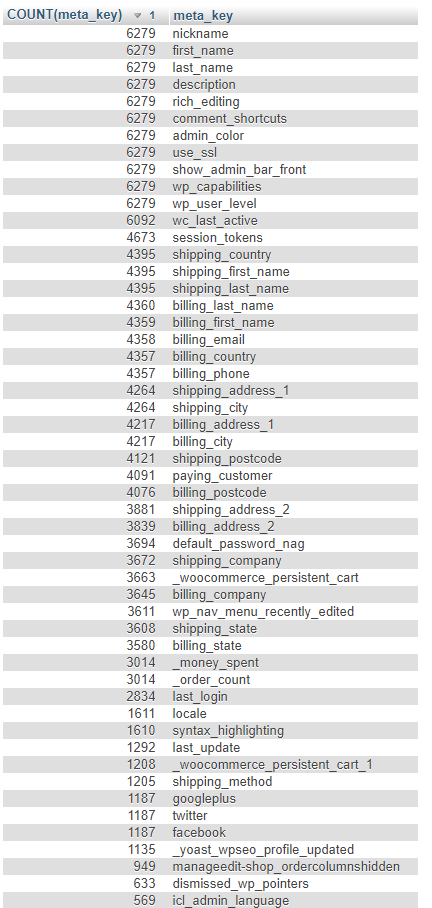 COUNT(meta_key) 1 meta_key
6279 nickname
6279 first_name
6279 last_name
6279 description
6279 rich_editing
6279 comment_shortcuts
6279 admin_color
6279 use_ssl
6279 show_admin_bar_front
6279 wp_capabilities
6279 wp_user_level
6092 wc_last_active
4673 session_tokens
4395 shipping_country
4395 shipping_first_name
4395 shipping_last_name
4360 billing_last_name
4359 billing_first_name
4358 billing_email
4357 billing_country
4357 billing_phone
4264 shipping_address_1
4264 shipping_city
4217 billing_address_1
4217 billing_city
4121 shipping_postcode
4091 paying_customer
4076 billing_postcode
3881 shipping_address_2
3839 billing_address_2
3694 default_password_nag
3672 shipping_company
3663 _woocommerce_persistent_cart
3645 billing_company
3611 wp_nav_menu_recently_edited
3608 shipping_state
3580 billing_state
3014 _money_spent
3014 _order_count
2834 last_login
1611 locale
1610 syntax_highlighting
1292 last_update
1208 _woocommerce_persistent_cart_1
1205 shipping_method
1187 googleplus
1187 twitter
1187 facebook
1135 _yoast_wpseo_profile_updated
949 manageedit-shop_ordercolumnshidden
633 dismissed_wp_pointers
569 icl_admin_language